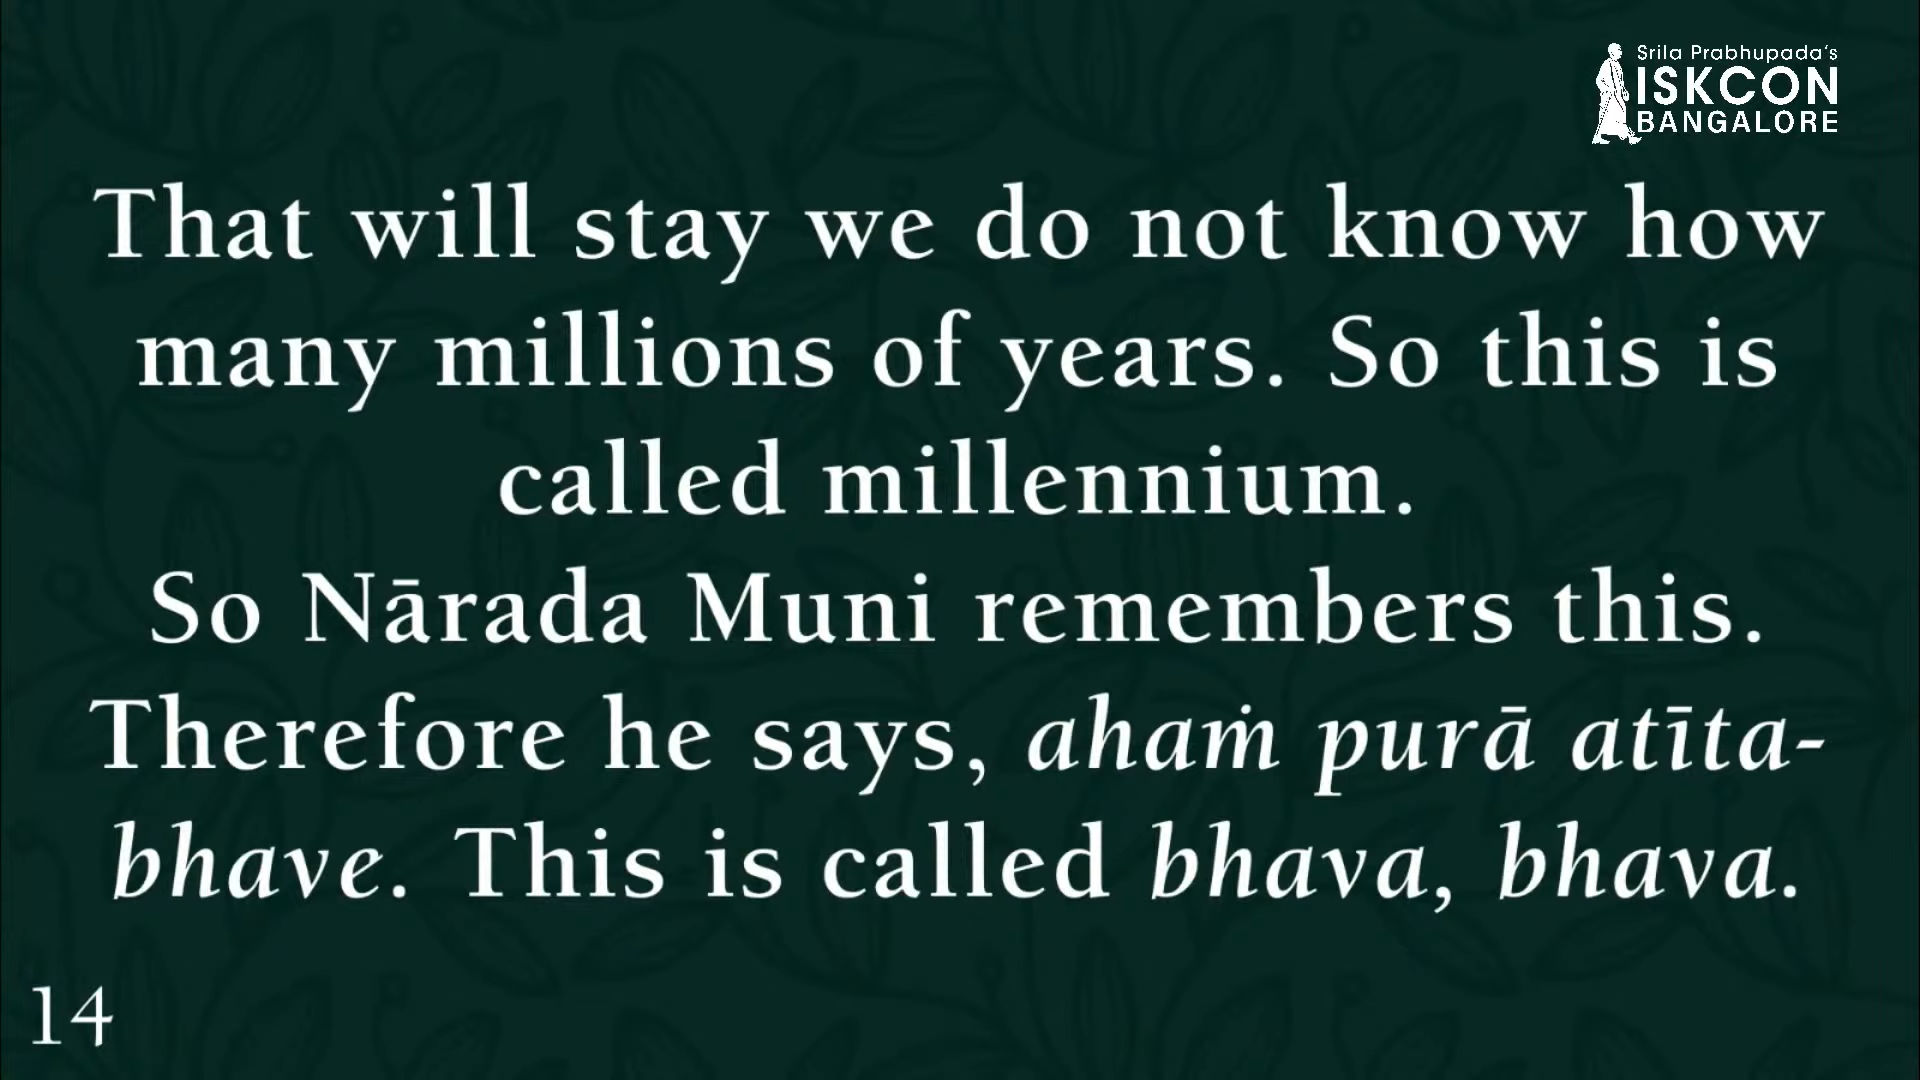 Srila Prabhupada's
ISKCON
BANGALORE
That will stay we do not know how
many millions of years. So this is
called millennium.
So Nārada Muni remembers this.
Therefore he says, ahaṁ purā atīta-
bhave. This is called bhava, bhava.
14